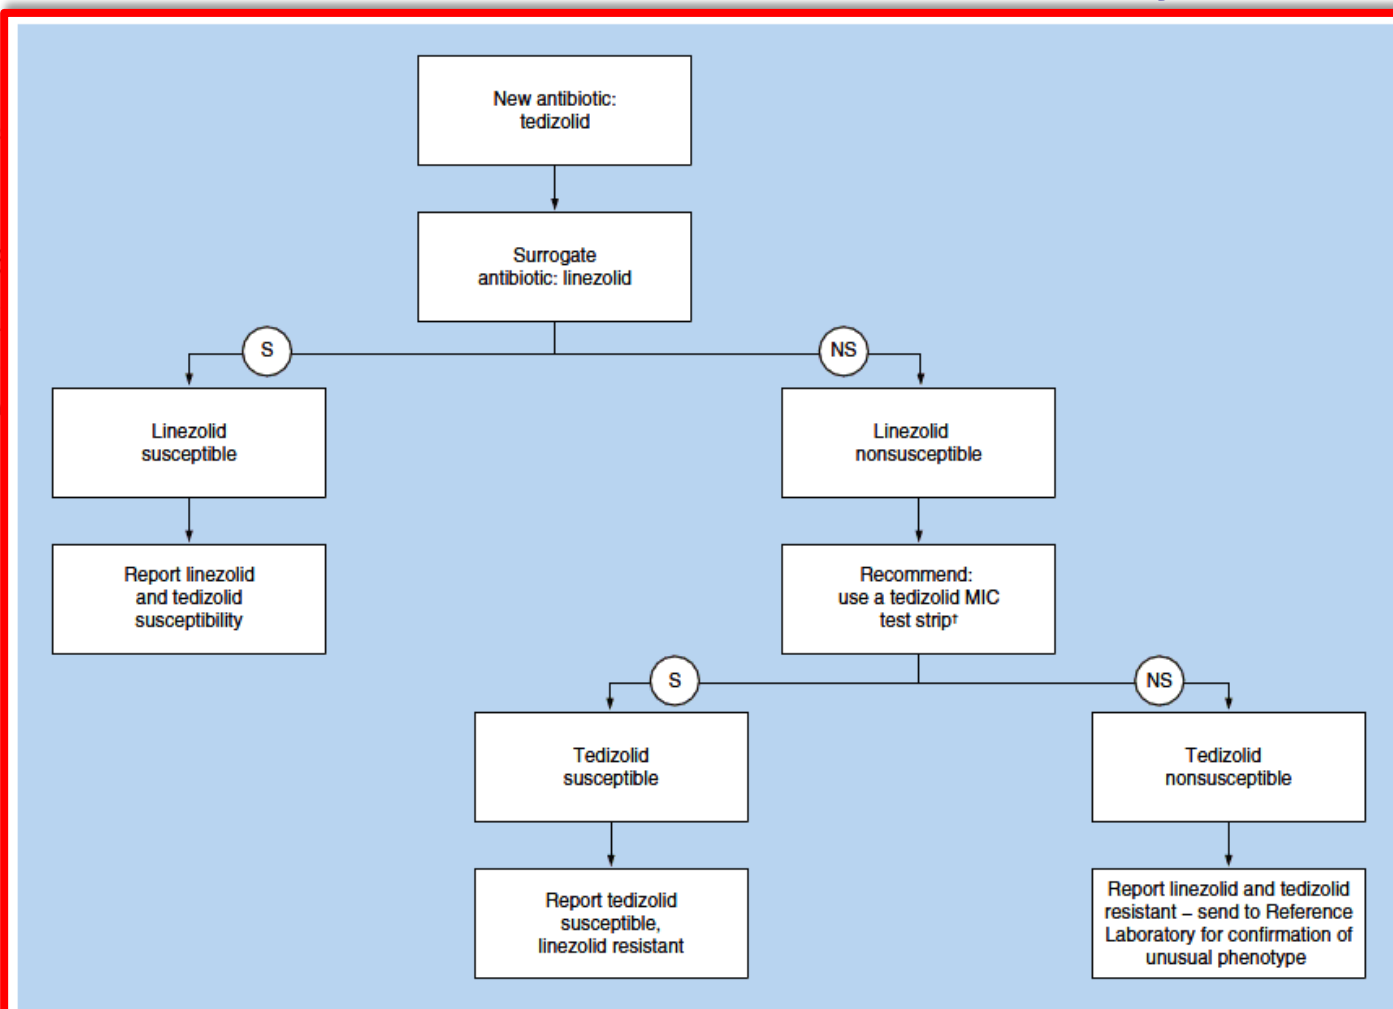 New antibiotic:
tedizolid
Surrogate
antibiotic: linezolid
S
NS
Linezolid
susceptible
Linezolid
nonsusceptible
Report linezolid
and tedizolid
susceptibility
Recommend:
use a tedizolid MIC
test strip†
S
NS
Tedizolid
susceptible
Tedizolid
nonsusceptible
Report tedizolid
susceptible,
linezolid resistant
Report linezolid and tedizolid
resistant – send to Reference
Laboratory for confirmation of
unusual phenotype